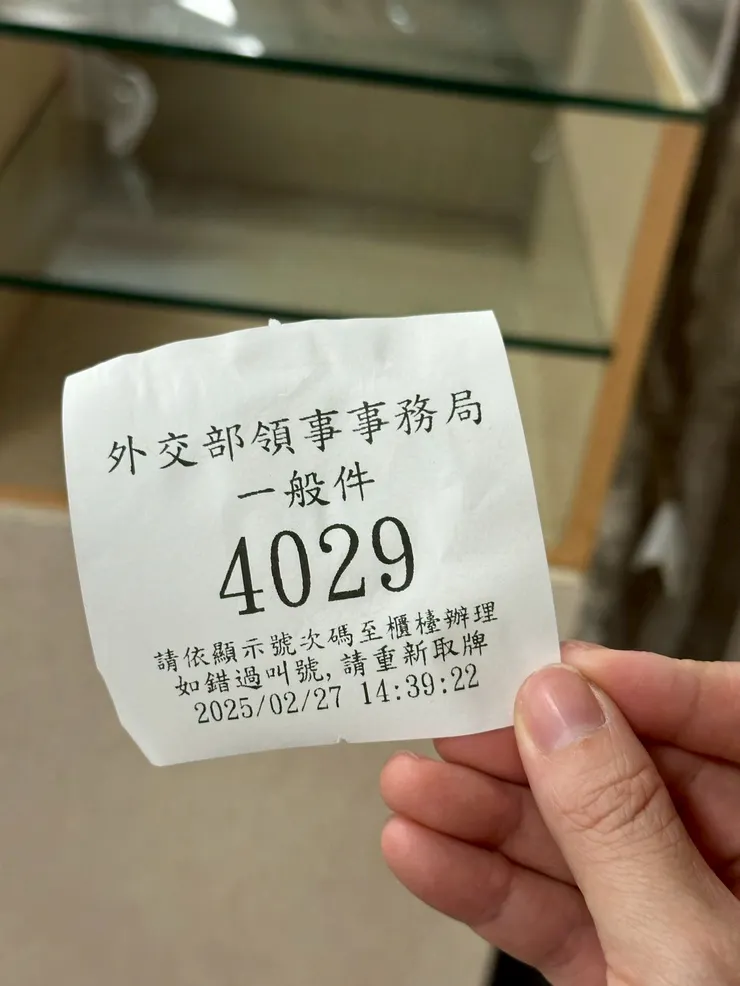 外交部領事事務局
一般件
4029
請依顯示號次碼至櫃檯辦理
如錯過叫號,請重新取牌
2025/02/27 14:39:22